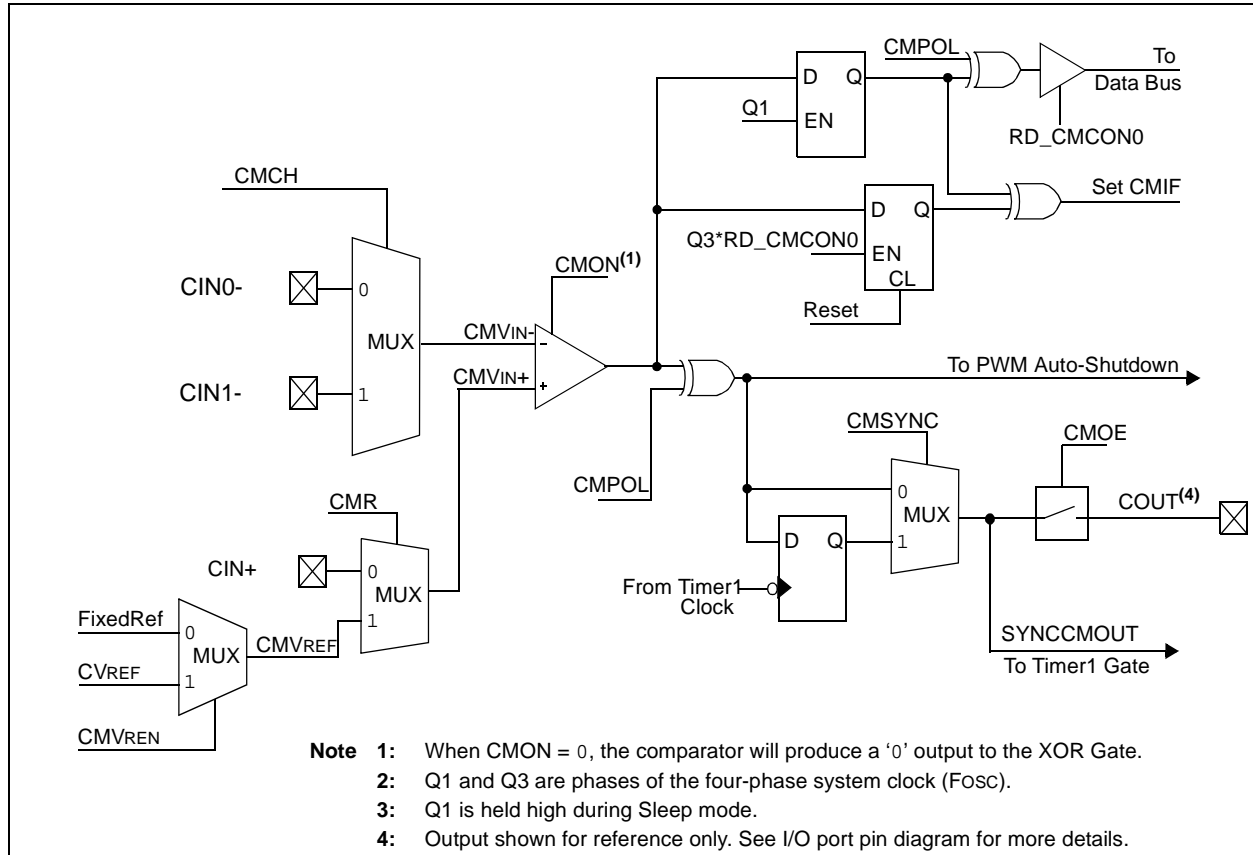 CMPOL
D Q
To
Data Bus
Q1
EN
RD_CMCON0
CMCH
Set CMIF
D Q
Q3*RD_CMCON0
EN
CL
CMON(1)
Reset
CIN0-
0
MUX
CMVIN-
-
CIN1-
1
CMVIN+
+
To PWM Auto-Shutdown
CMSYNC
CMOE
CMPOL
0
MUX
COUT(4)
CMR
D Q
1
CIN+
0
MUX
From Timer1
Clock
FixedRef
0
1
CMVREF
MUX
SYNCCMOUT
CVREF
1
To Timer1 Gate
CMVREN
Note 1: When CMON = 0, the comparator will produce a ‘0’ output to the XOR Gate.
2: Q1 and Q3 are phases of the four-phase system clock (FOSC).
3: Q1 is held high during Sleep mode.
4: Output shown for reference only. See I/O port pin diagram for more details.